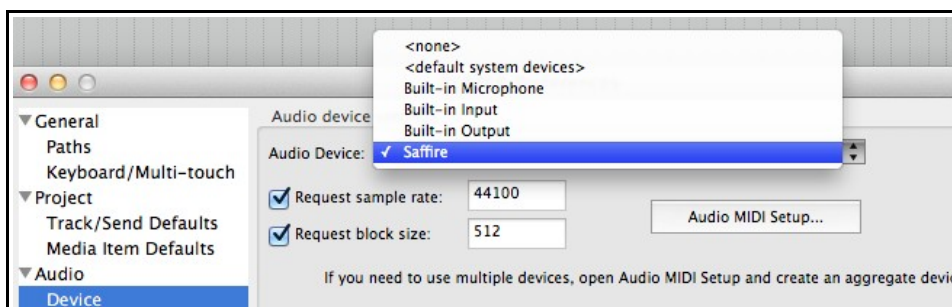 <none>
<default system devices>
Built-in Microphone
Built-in Input
Built-in Output
✓ Saffire
General
Paths
Keyboard/Multi-touch
Project
Track/Send Defaults
Media Item Defaults
Audio
Device
Audio device
Audio Device:
Request sample rate: 44100
Request block size: 512
Audio MIDI Setup...
If you need to use multiple devices, open Audio MIDI Setup and create an aggregate